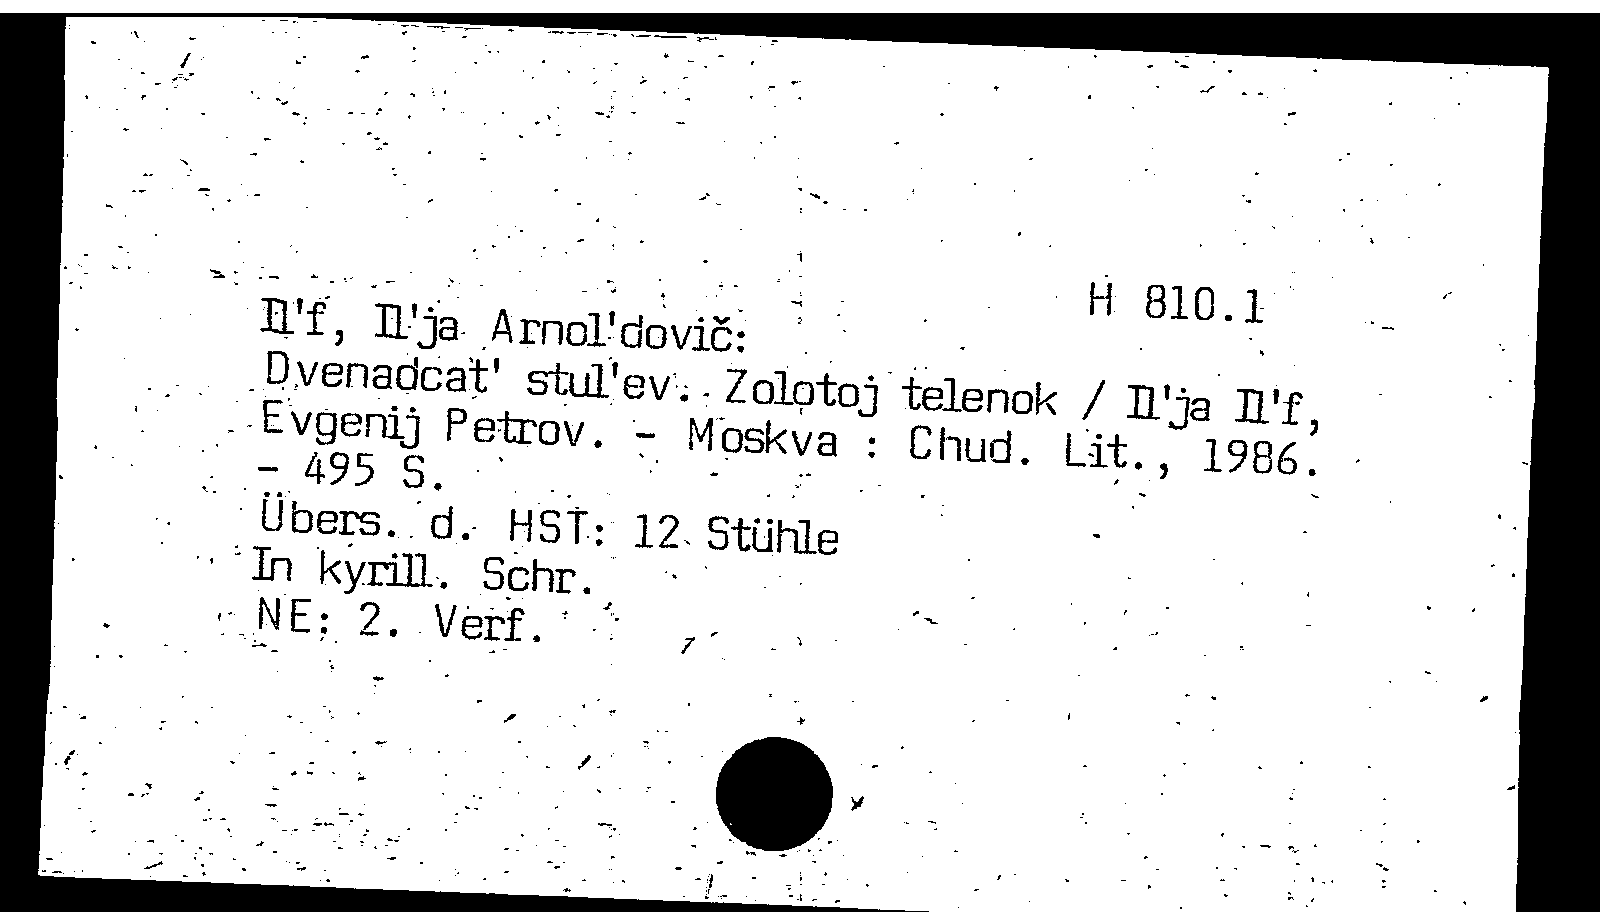 H 810.1
Il'f, Il'ja Arnol'dovič:
Dvenadcat' stul'ev. Zolotoj telenok / Il'ja Il'f,
Evgenij Petrov. - Moskva : Chud. Lit., 1986.
- 495 S.
Übers. d. HST: 12 Stühle
In kyrill. Schr.
NE: 2. Verf.